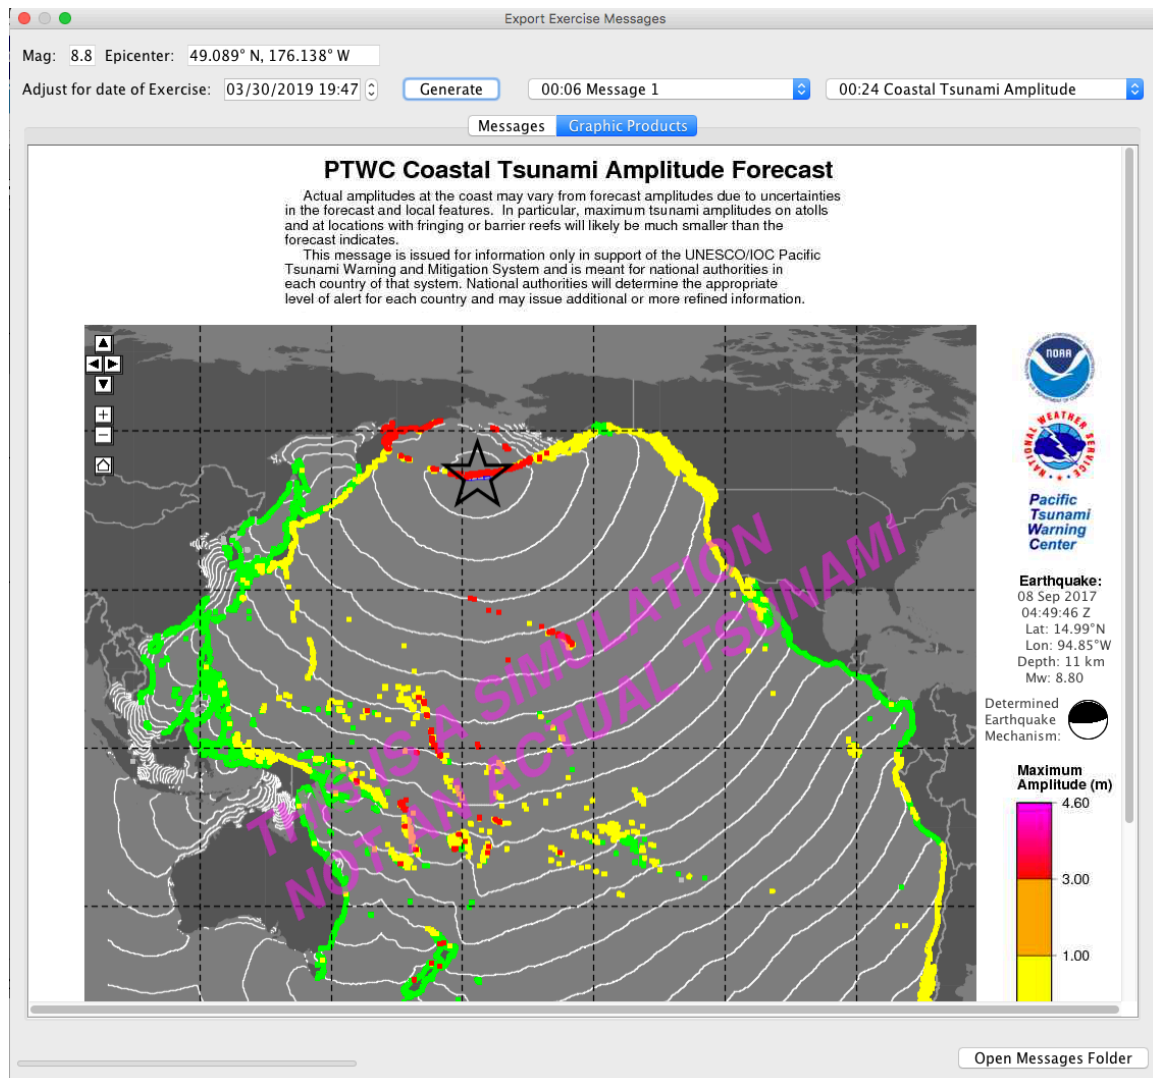 Export Exercise Messages
Mag: 8.8 Epicenter: 49.089° N, 176.138° W
Adjust for date of Exercise: 03/30/2019 19:47 Generate 00:06 Message 1 00:24 Coastal Tsunami Amplitude
Messages Graphic Products
PTWC Coastal Tsunami Amplitude Forecast
Actual amplitudes at the coast may vary from forecast amplitudes due to uncertainties
in the forecast and local features. In particular, maximum tsunami amplitudes on atolls
and at locations with fringing or barrier reefs will likely be much smaller than the
forecast indicates.
This message is issued for information only in support of the UNESCO/IOC Pacific
Tsunami Warning and Mitigation System and is meant for national authorities in
each country of that system. National authorities will determine the appropriate
level of alert for each country and may issue additional or more refined information.
THIS IS A SIMULATION
NOT AN ACTUAL TSUNAMI
NOAA
NATIONAL WEATHER SERVICE
Pacific
Tsunami
Warning
Center
Earthquake:
08 Sep 2017
04:49:46 Z
Lat: 14.99°N
Lon: 94.85°W
Depth: 11 km
Mw: 8.80
Determined
Earthquake
Mechanism:
Maximum
Amplitude (m)
4.60
3.00
1.00
Open Messages Folder